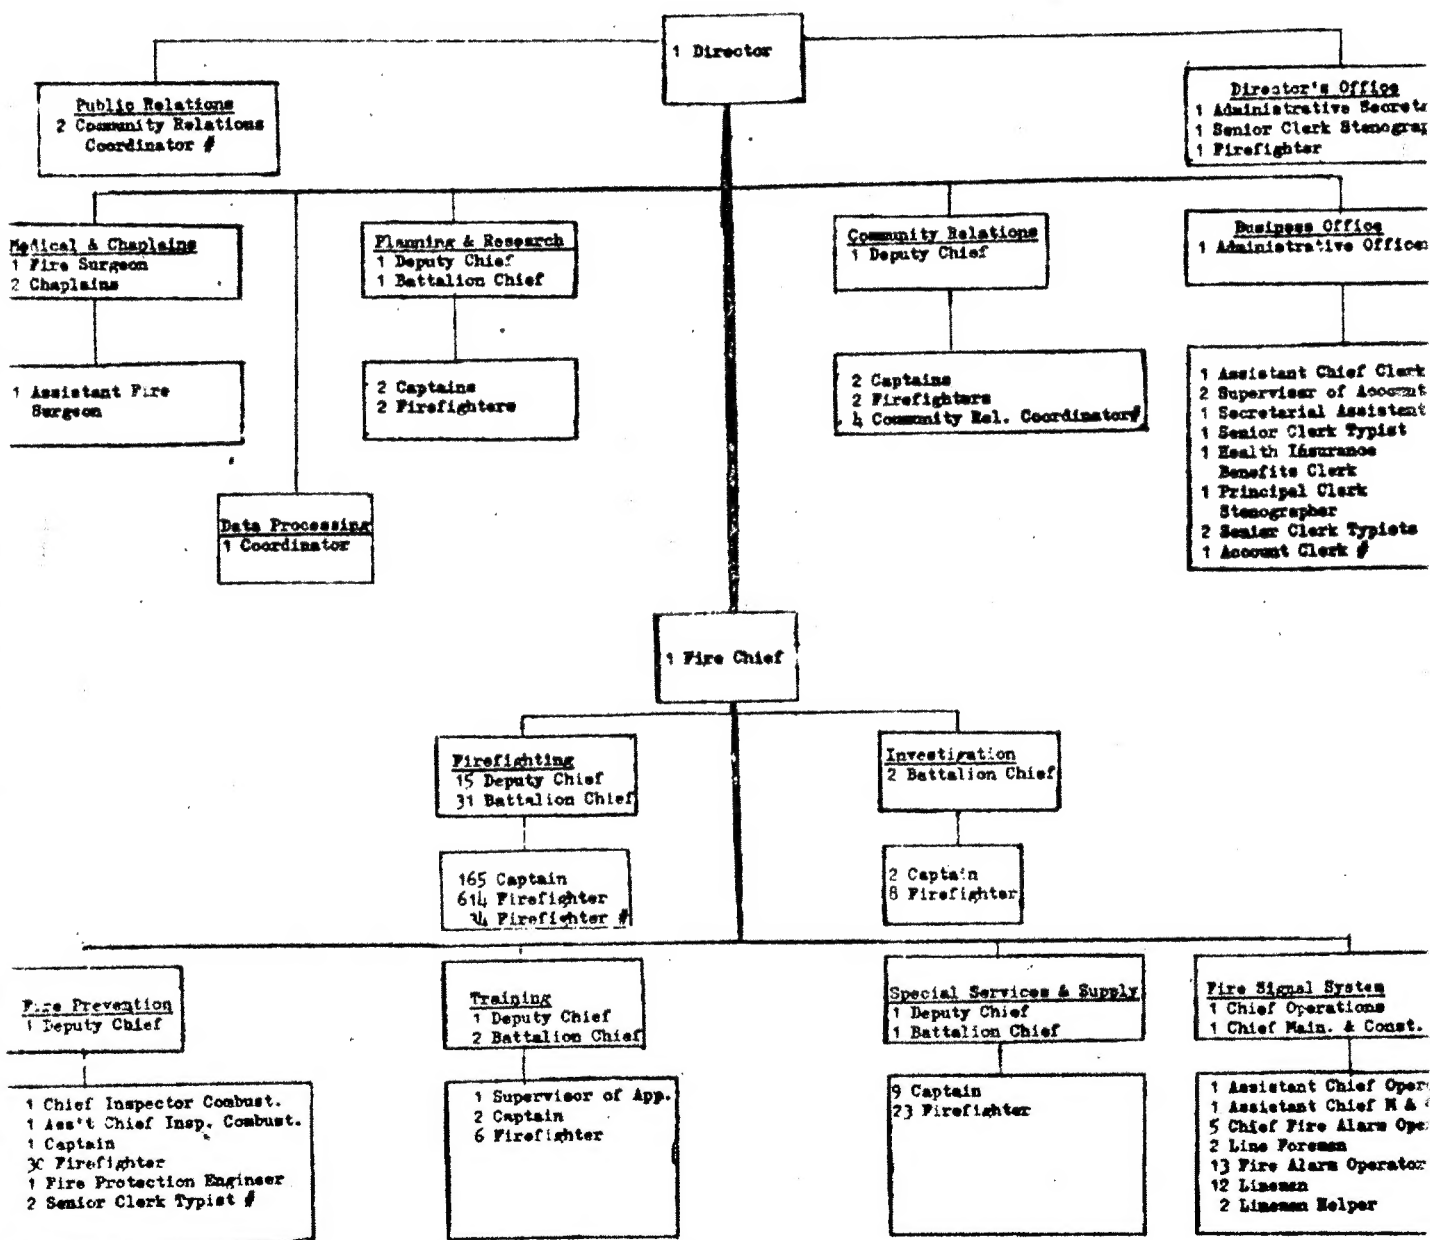 1 Director
Public Relations
2 Community Relations
Coordinator #
Director's Office
1 Administrative
1 Senior Clerk
1 Firefighter
Medical & Chaplains
1 Fire Surgeon
2 Chaplains
Planning & Research
1 Deputy Chief
1 Battalion Chief
Community Relations
1 Deputy Chief
Business Office
1 Administrative Officer
1 Assistant Fire
Surgeon
2 Captains
2 Firefighters
2 Captains
2 Firefighters
4 Community Rel. Coordinator#
1 Assistant Chief Clerk
2 Supervisor of Account
1 Secretarial Assistant
1 Senior Clerk Typist
1 Health Insurance
Benefits Clerk
1 Principal Clerk
Stenographer
2 Senior Clerk Typists
1 Account Clerk #
Data Processing
1 Coordinator
1 Fire Chief
Firefighting
15 Deputy Chief
31 Battalion Chief
Investigation
2 Battalion Chief
165 Captain
614 Firefighter
34 Firefighter #
2 Captain
8 Firefighter
Fire Prevention
1 Deputy Chief
Training
1 Deputy Chief
2 Battalion Chief
Special Services & Supply
1 Deputy Chief
1 Battalion Chief
Fire Signal System
1 Chief Operations
1 Chief Main. & Const.
1 Chief Inspector Combust.
1 Ass't Chief Insp. Combust.
1 Captain
30 Firefighter
1 Fire Protection Engineer
2 Senior Clerk Typist #
1 Supervisor of App.
2 Captain
6 Firefighter
9 Captain
23 Firefighter
1 Assistant Chief
1 Assistant Chief M &
5 Chief Fire Alarm
2 Line Foremen
13 Fire Alarm Operator
12 Linemen
2 Linemen Helper